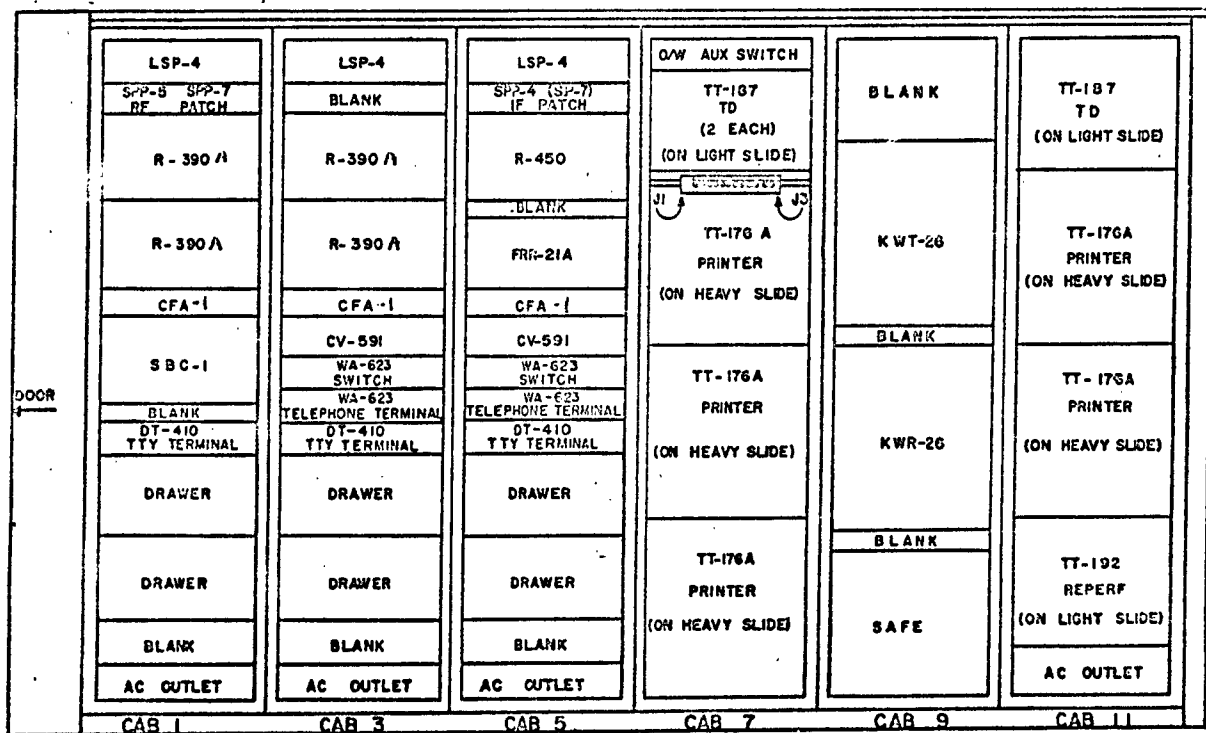 DOOR
LSP-4
SPP-6 SPP-7
RF PATCH
R-390/A
R-390/A
CFA-1
SBC-1
BLANK
DT-410
TTY TERMINAL
DRAWER
DRAWER
BLANK
AC OUTLET
CAB 1
LSP-4
BLANK
R-390/A
R-390/A
CFA-1
CV-591
WA-623
SWITCH
WA-623
TELEPHONE TERMINAL
DT-410
TTY TERMINAL
DRAWER
DRAWER
BLANK
AC OUTLET
CAB 3
LSP-4
SPP-4 (SP-7)
IF PATCH
R-450
BLANK
FRR-21A
CFA-1
CV-591
WA-623
SWITCH
WA-623
TELEPHONE TERMINAL
DT-410
TTY TERMINAL
DRAWER
DRAWER
BLANK
AC OUTLET
CAB 5
O/W AUX SWITCH
TT-187
TD
(2 EACH)
(ON LIGHT SLIDE)
J1 J3
TT-176 A
PRINTER
(ON HEAVY SLIDE)
TT-176A
PRINTER
(ON HEAVY SLIDE)
TT-176A
PRINTER
(ON HEAVY SLIDE)
CAB 7
BLANK
KWT-26
BLANK
KWR-26
BLANK
SAFE
CAB 9
TT-187
TD
(ON LIGHT SLIDE)
TT-176A
PRINTER
(ON HEAVY SLIDE)
TT-176A
PRINTER
(ON HEAVY SLIDE)
TT-192
REPERF
(ON LIGHT SLIDE)
AC OUTLET
CAB 11